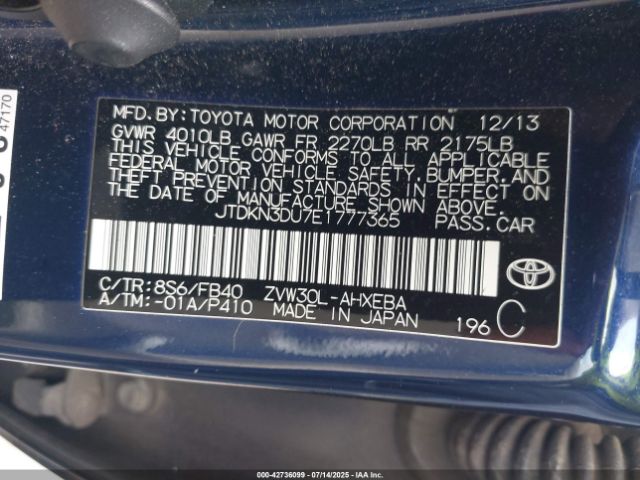 47170
MFD.BY: TOYOTA MOTOR CORPORATION 12/13
GVWR 4010LB GAWR FR 2270LB RR 2175LB
THIS VEHICLE CONFORMS TO ALL APPLICABLE
FEDERAL MOTOR VEHICLE SAFETY, BUMPER, AND
THEFT PREVENTION STANDARDS IN EFFECT ON
THE DATE OF MANUFACTURE SHOWN ABOVE.
JTDKN3DU7E1777365 PASS.CAR
C/TR: 8S6/FB40 ZVW30L-AHXEBA
A/TM: -01A/P410 MADE IN JAPAN 196 C
000-42736099 07/14/2025 IAA Inc.